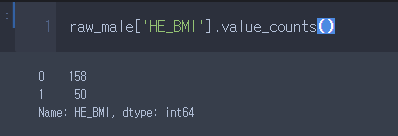 :
1 raw_male['HE_BMI'].value_counts()
0 158
1 50
Name: HE_BMI, dtype: int64